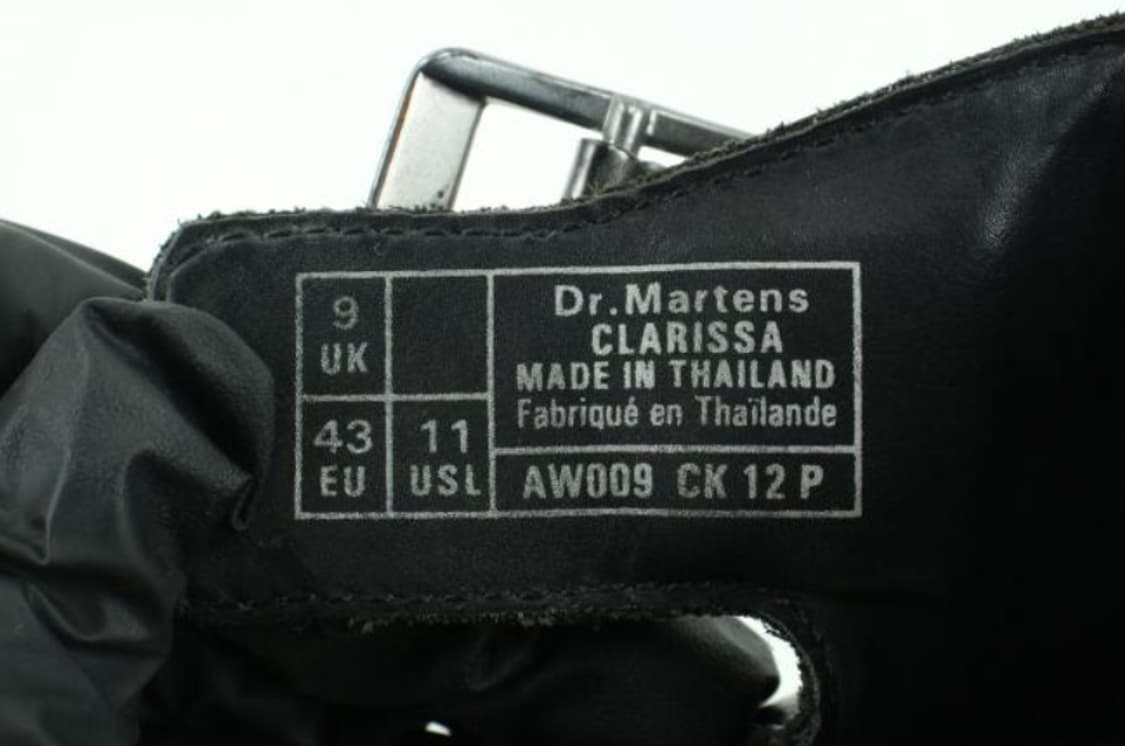 9
UK
43
EU
11
USL
Dr.Martens
CLARISSA
MADE IN THAILAND
Fabriqué en Thaïlande
AW009 CK 12 P